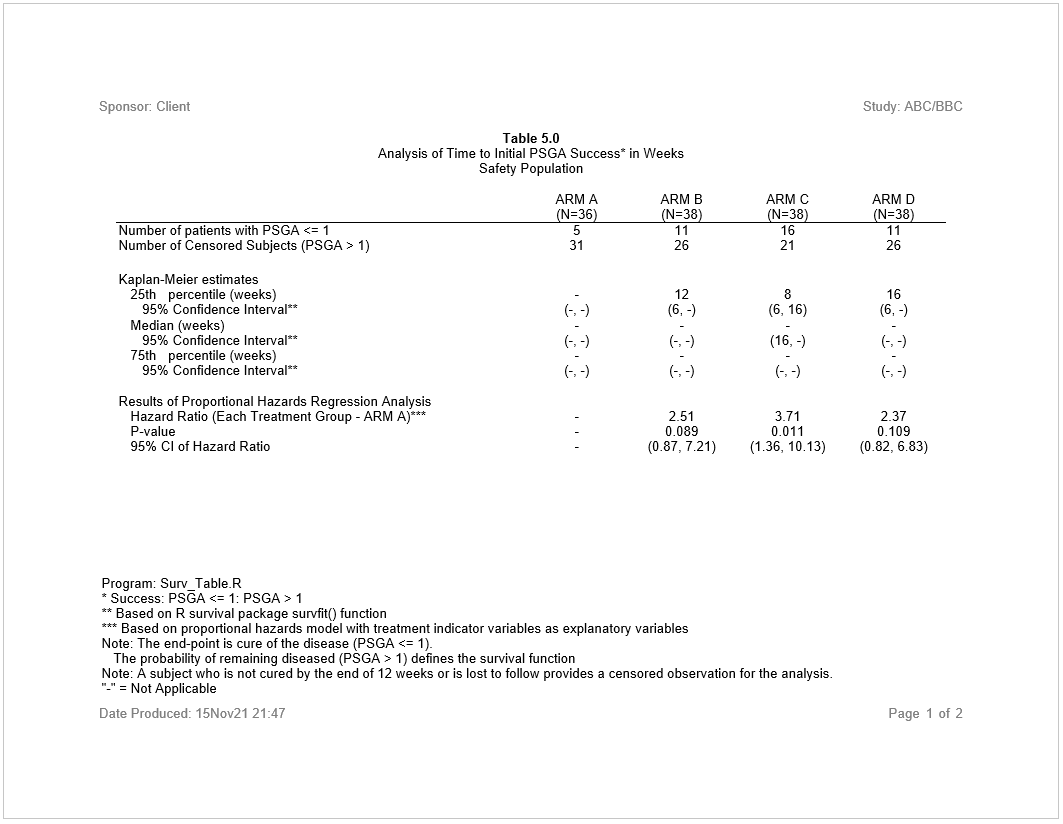 Sponsor: Client Study: ABC/BBC
Table 5.0
Analysis of Time to Initial PSGA Success* in Weeks
Safety Population
ARM A ARM B ARM C ARM D
(N=36) (N=38) (N=38) (N=38)
Number of patients with PSGA <= 1 5 11 16 11
Number of Censored Subjects (PSGA > 1) 31 26 21 26
Kaplan-Meier estimates
25th percentile (weeks) - 12 8 16
95% Confidence Interval** (-, -) (6, -) (6, 16) (6, -)
Median (weeks) - - - -
95% Confidence Interval** (-, -) (-, -) (16, -) (-, -)
75th percentile (weeks) - - - -
95% Confidence Interval** (-, -) (-, -) (-, -) (-, -)
Results of Proportional Hazards Regression Analysis
Hazard Ratio (Each Treatment Group - ARM A)*** - 2.51 3.71 2.37
P-value - 0.089 0.011 0.109
95% CI of Hazard Ratio - (0.87, 7.21) (1.36, 10.13) (0.82, 6.83)
Program: Surv_Table.R
* Success: PSGA <= 1: PSGA > 1
** Based on R survival package survfit() function
*** Based on proportional hazards model with treatment indicator variables as explanatory variables
Note: The end-point is cure of the disease (PSGA <= 1).
The probability of remaining diseased (PSGA > 1) defines the survival function
Note: A subject who is not cured by the end of 12 weeks or is lost to follow provides a censored observation for the analysis.
"-" = Not Applicable
Date Produced: 15Nov21 21:47 Page 1 of 2